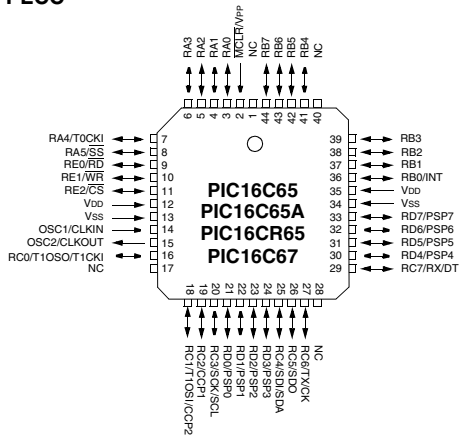 PLCC
RA3
RA2
RA1
RA0
MCLR/VPP
NC
RB7
RB6
RB5
RB4
NC
6
5
4
3
2
1
44
43
42
41
40
RA4/T0CKI 7
RA5/SS 8
RE0/RD 9
RE1/WR 10
RE2/CS 11
VDD 12
VSS 13
OSC1/CLKIN 14
OSC2/CLKOUT 15
RC0/T1OSO/T1CKI 16
NC 17
PIC16C65
PIC16C65A
PIC16CR65
PIC16C67
39 RB3
38 RB2
37 RB1
36 RB0/INT
35 VDD
34 VSS
33 RD7/PSP7
32 RD6/PSP6
31 RD5/PSP5
30 RD4/PSP4
29 RC7/RX/DT
18
19
20
21
22
23
24
25
26
27
28
RC1/T1OSI/CCP2
RC2/CCP1
RC3/SCK/SCL
RD0/PSP0
RD1/PSP1
RD2/PSP2
RD3/PSP3
RC4/SDI/SDA
RC5/SDO
RC6/TX/CK
NC